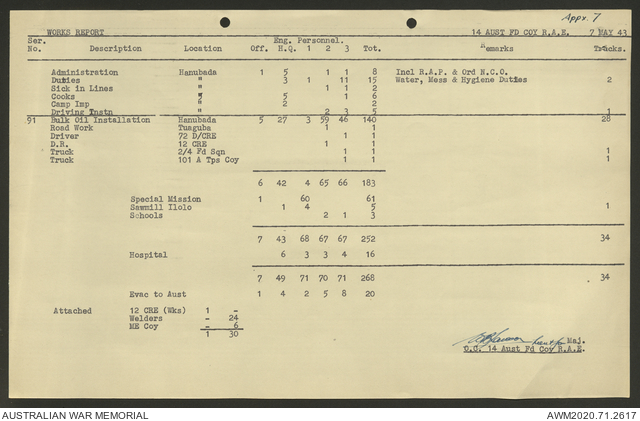 Appx. 7
WORKS REPORT 14 AUST FD COY R.A.E. 7 MAY 43
Ser. Eng. Personnel.
No. Description Location Off. H.Q. 1 2 3 Tot. Remarks Trucks.
Administration Hanubada 1 5 1 1 8 Incl R.A.P. & Ord N.C.O.
Duties " 3 1 11 15 Water, Mess & Hygiene Duties 2
Sick in Lines " 1 1 2
Cooks " 5 1 6
Camp Imp " 2 2
Driving Instn " 2 3 5 1
91 Bulk Oil Installation Hanubada 5 27 3 59 46 140 28
Road Work Tuaguba 1 1
Driver 72 D/CRE 1 1
D.R. 12 CRE 1 1
Truck 2/4 Fd Sqn 1 1 1
Truck 101 A Tps Coy 1 1 1
6 42 4 65 66 183
Special Mission 1 60 61
Sawmill Ilolo 1 4 5 1
Schools 2 1 3
7 43 68 67 67 252 34
Hospital 6 3 3 4 16
7 49 71 70 71 268 34
Evac to Aust 1 4 2 5 8 20
Attached 12 CRE (Wks) 1 -
Welders - 24
ME Coy - 6
1 30
Maj.
O.C. 14 Aust Fd Coy R.A.E.
AUSTRALIAN WAR MEMORIAL AWM2020.71.2617